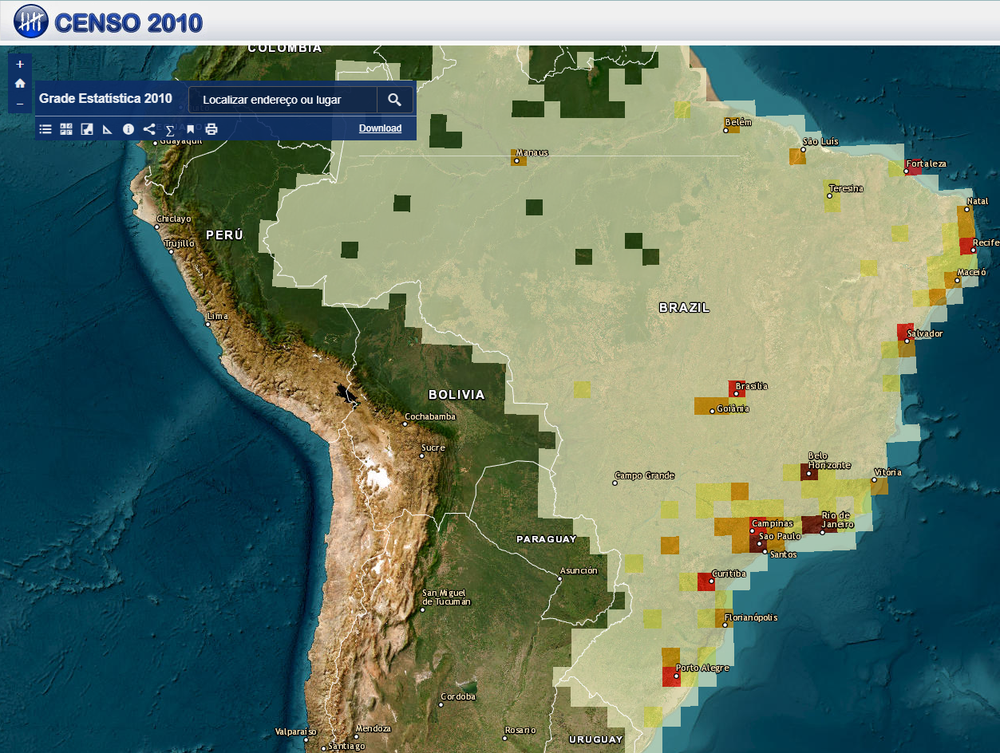 CENSO 2010
COLOMBIA
+
Grade Estatística 2010
Localizar endereço ou lugar
−
Download
Guayaquil
Belém
São Luís
Manaus
Fortaleza
Teresina
Natal
Chiclayo
PERÚ
Trujillo
Recife
Maceió
BRAZIL
Lima
Salvador
Brasília
BOLIVIA
Goiânia
Cochabamba
Sucre
Belo
Horizonte
Campo Grande
Vitória
Rio de
Janeiro
Campinas
Sao Paulo
PARAGUAY
Santos
Asunción
Curitiba
San Miguel
de Tucumán
Florianópolis
Porto Alegre
Cordoba
Valparaíso
Mendoza
Rosario
URUGUAY
Santiago